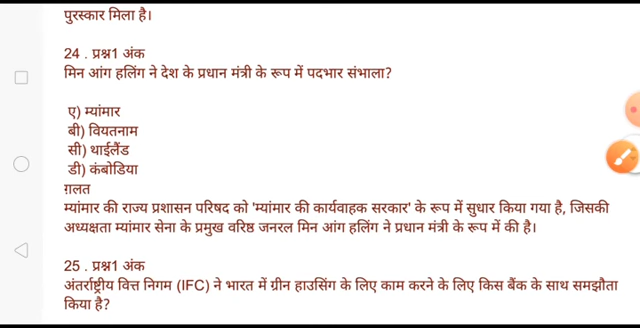 पुरस्कार मिला है।
24 . प्रश्न1 अंक
मिन आंग हलिंग ने देश के प्रधान मंत्री के रूप में पदभार संभाला?
ए) म्यांमार
बी) वियतनाम
सी) थाईलैंड
डी) कंबोडिया
ग़लत
म्यांमार की राज्य प्रशासन परिषद को 'म्यांमार की कार्यवाहक सरकार' के रूप में सुधार किया गया है, जिसकी
अध्यक्षता म्यांमार सेना के प्रमुख वरिष्ठ जनरल मिन आंग हलिंग ने प्रधान मंत्री के रूप में की है।
25 . प्रश्न1 अंक
अंतर्राष्ट्रीय वित्त निगम (IFC) ने भारत में ग्रीन हाउसिंग के लिए काम करने के लिए किस बैंक के साथ समझौता
किया है?